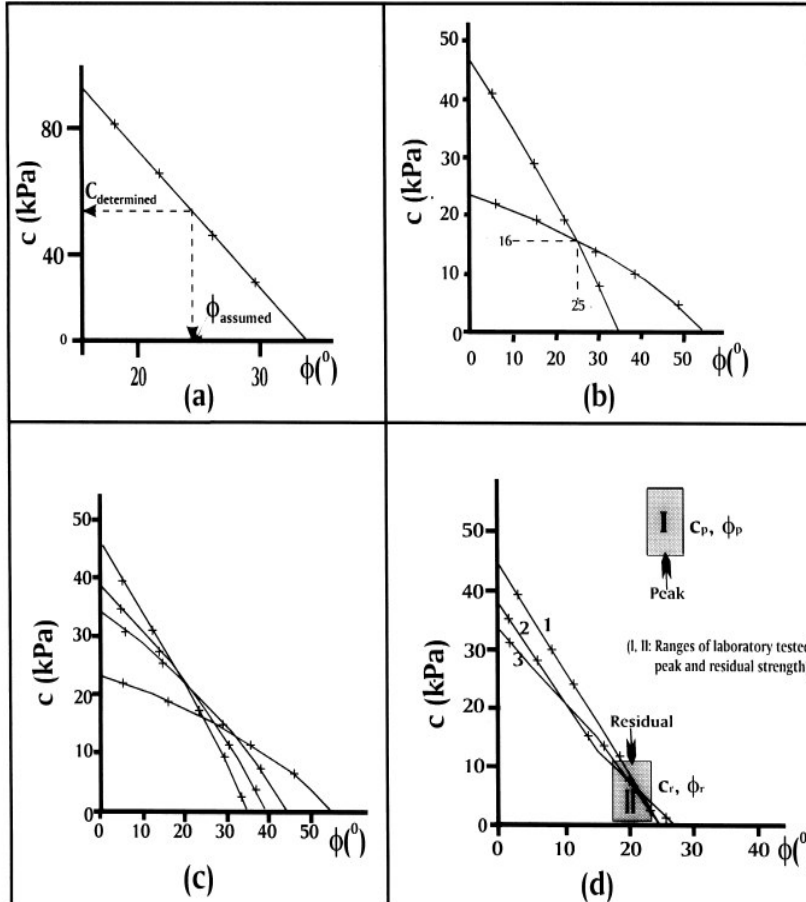 c (kPa)
80
40
0
C determined
ϕ assumed
20
30
ϕ(°)
(a)
c (kPa)
50
40
30
20
10
0
16
25
0
10
20
30
40
50
ϕ(°)
(b)
c (kPa)
50
40
30
20
10
0
0
10
20
30
40
50
ϕ(°
(c)
c (kPa)
50
40
30
20
10
0
1
2
3
I
cp, ϕp
Peak
(I, II: Ranges of laboratory tested
peak and residual strength
Residual
II
cr, ϕr
0
10
20
30
40
ϕ(°
(d)